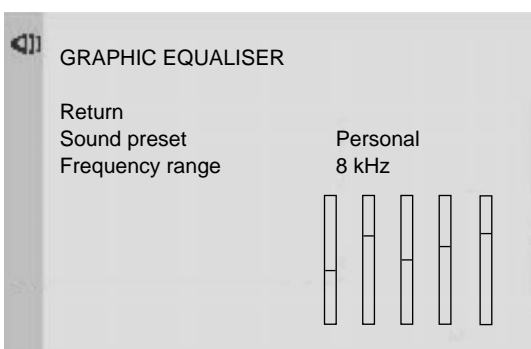 GRAPHIC EQUALISER
Return
Sound preset Personal
Frequency range 8 kHz